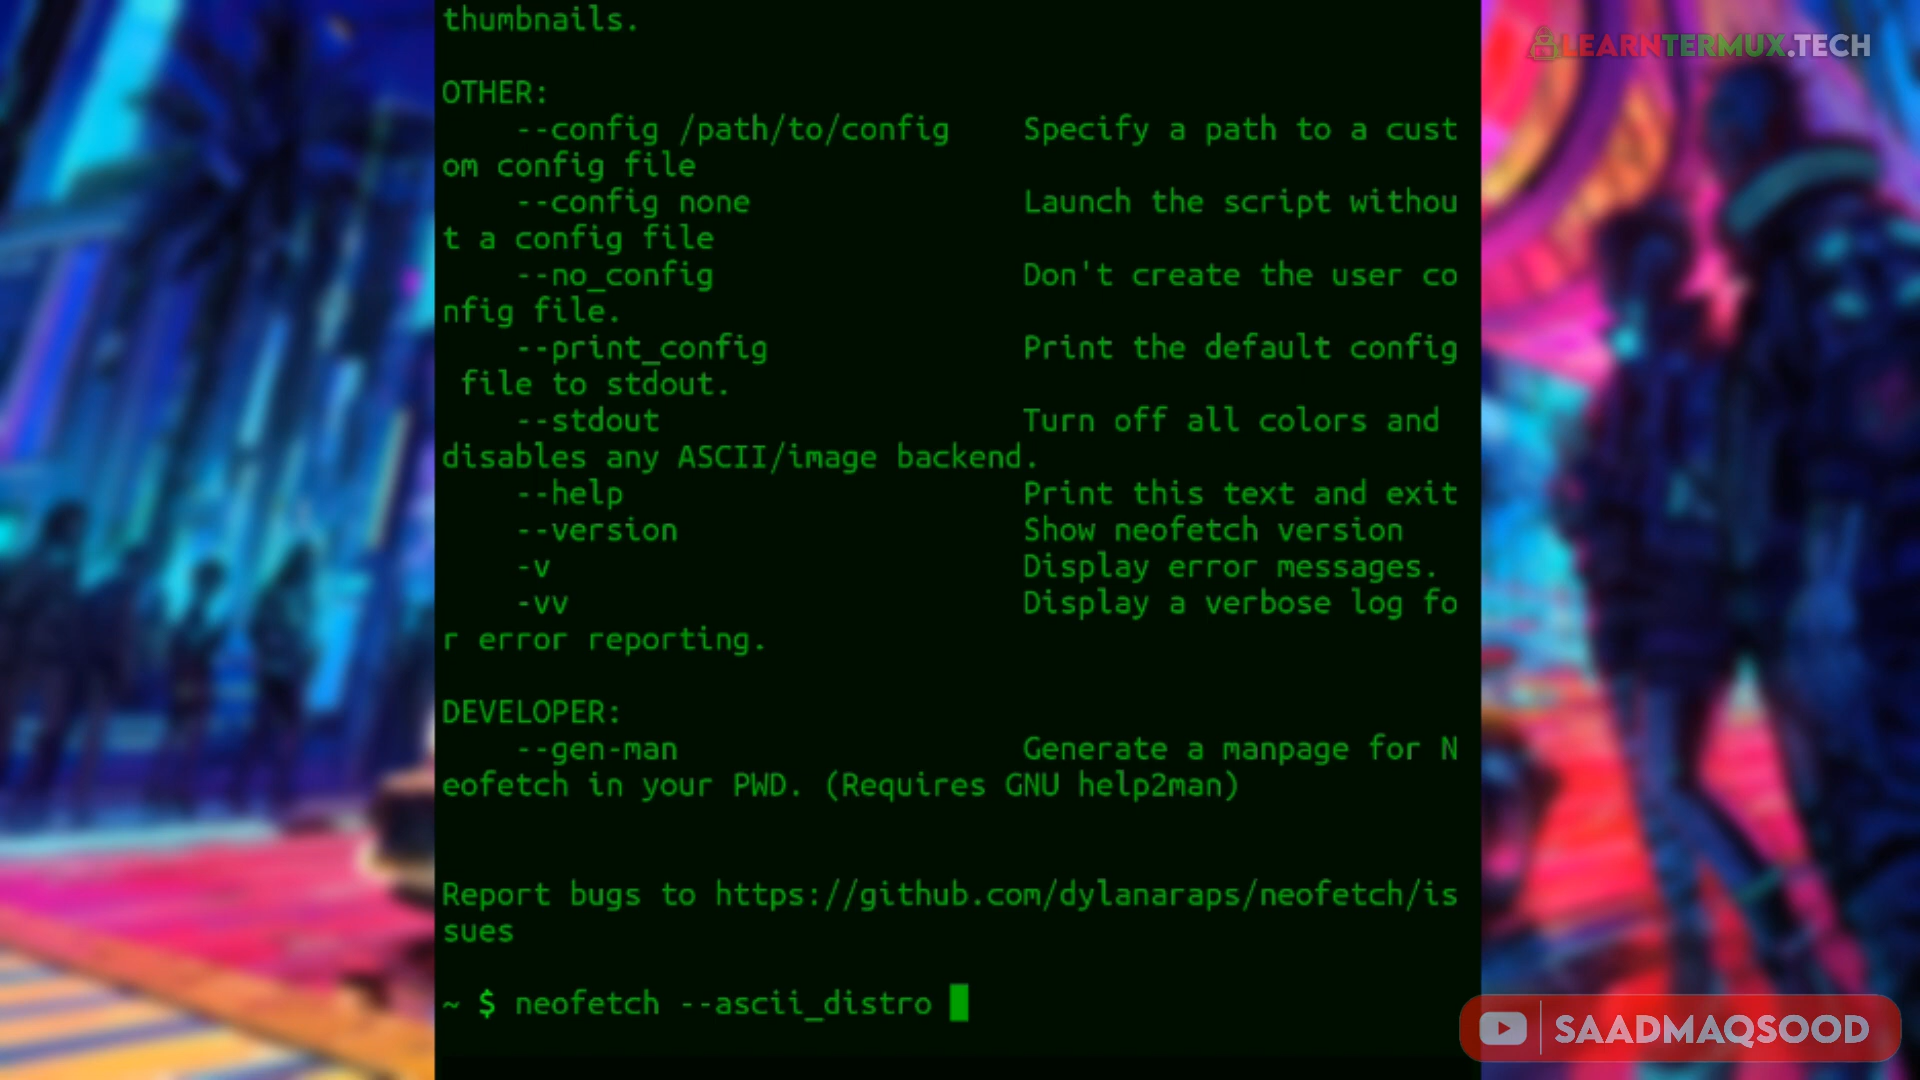 thumbnails.
LEARNTERMUX.TECH
OTHER:
--config /path/to/config Specify a path to a cust
om config file
--config none Launch the script withou
t a config file
--no_config Don't create the user co
nfig file.
--print_config Print the default config
file to stdout.
--stdout Turn off all colors and
disables any ASCII/image backend.
--help Print this text and exit
--version Show neofetch version
-v Display error messages.
-vv Display a verbose log fo
r error reporting.
DEVELOPER:
--gen-man Generate a manpage for N
eofetch in your PWD. (Requires GNU help2man)
Report bugs to https://github.com/dylanaraps/neofetch/is
sues
~ $ neofetch --ascii_distro
SAADMAQSOOD